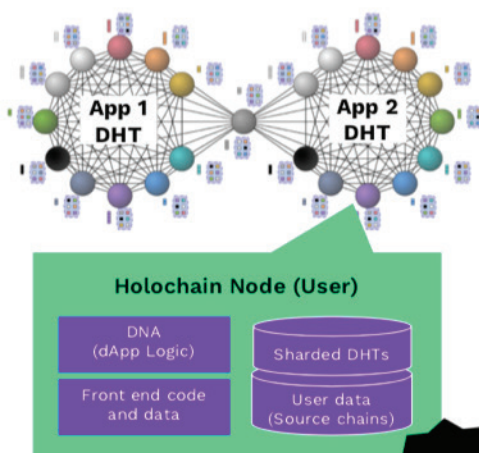 App 1
DHT
App 2
DHT
Holochain Node (User)
DNA
(dApp Logic)
Sharded DHTs
Front end code
and data
User data
(Source chains)